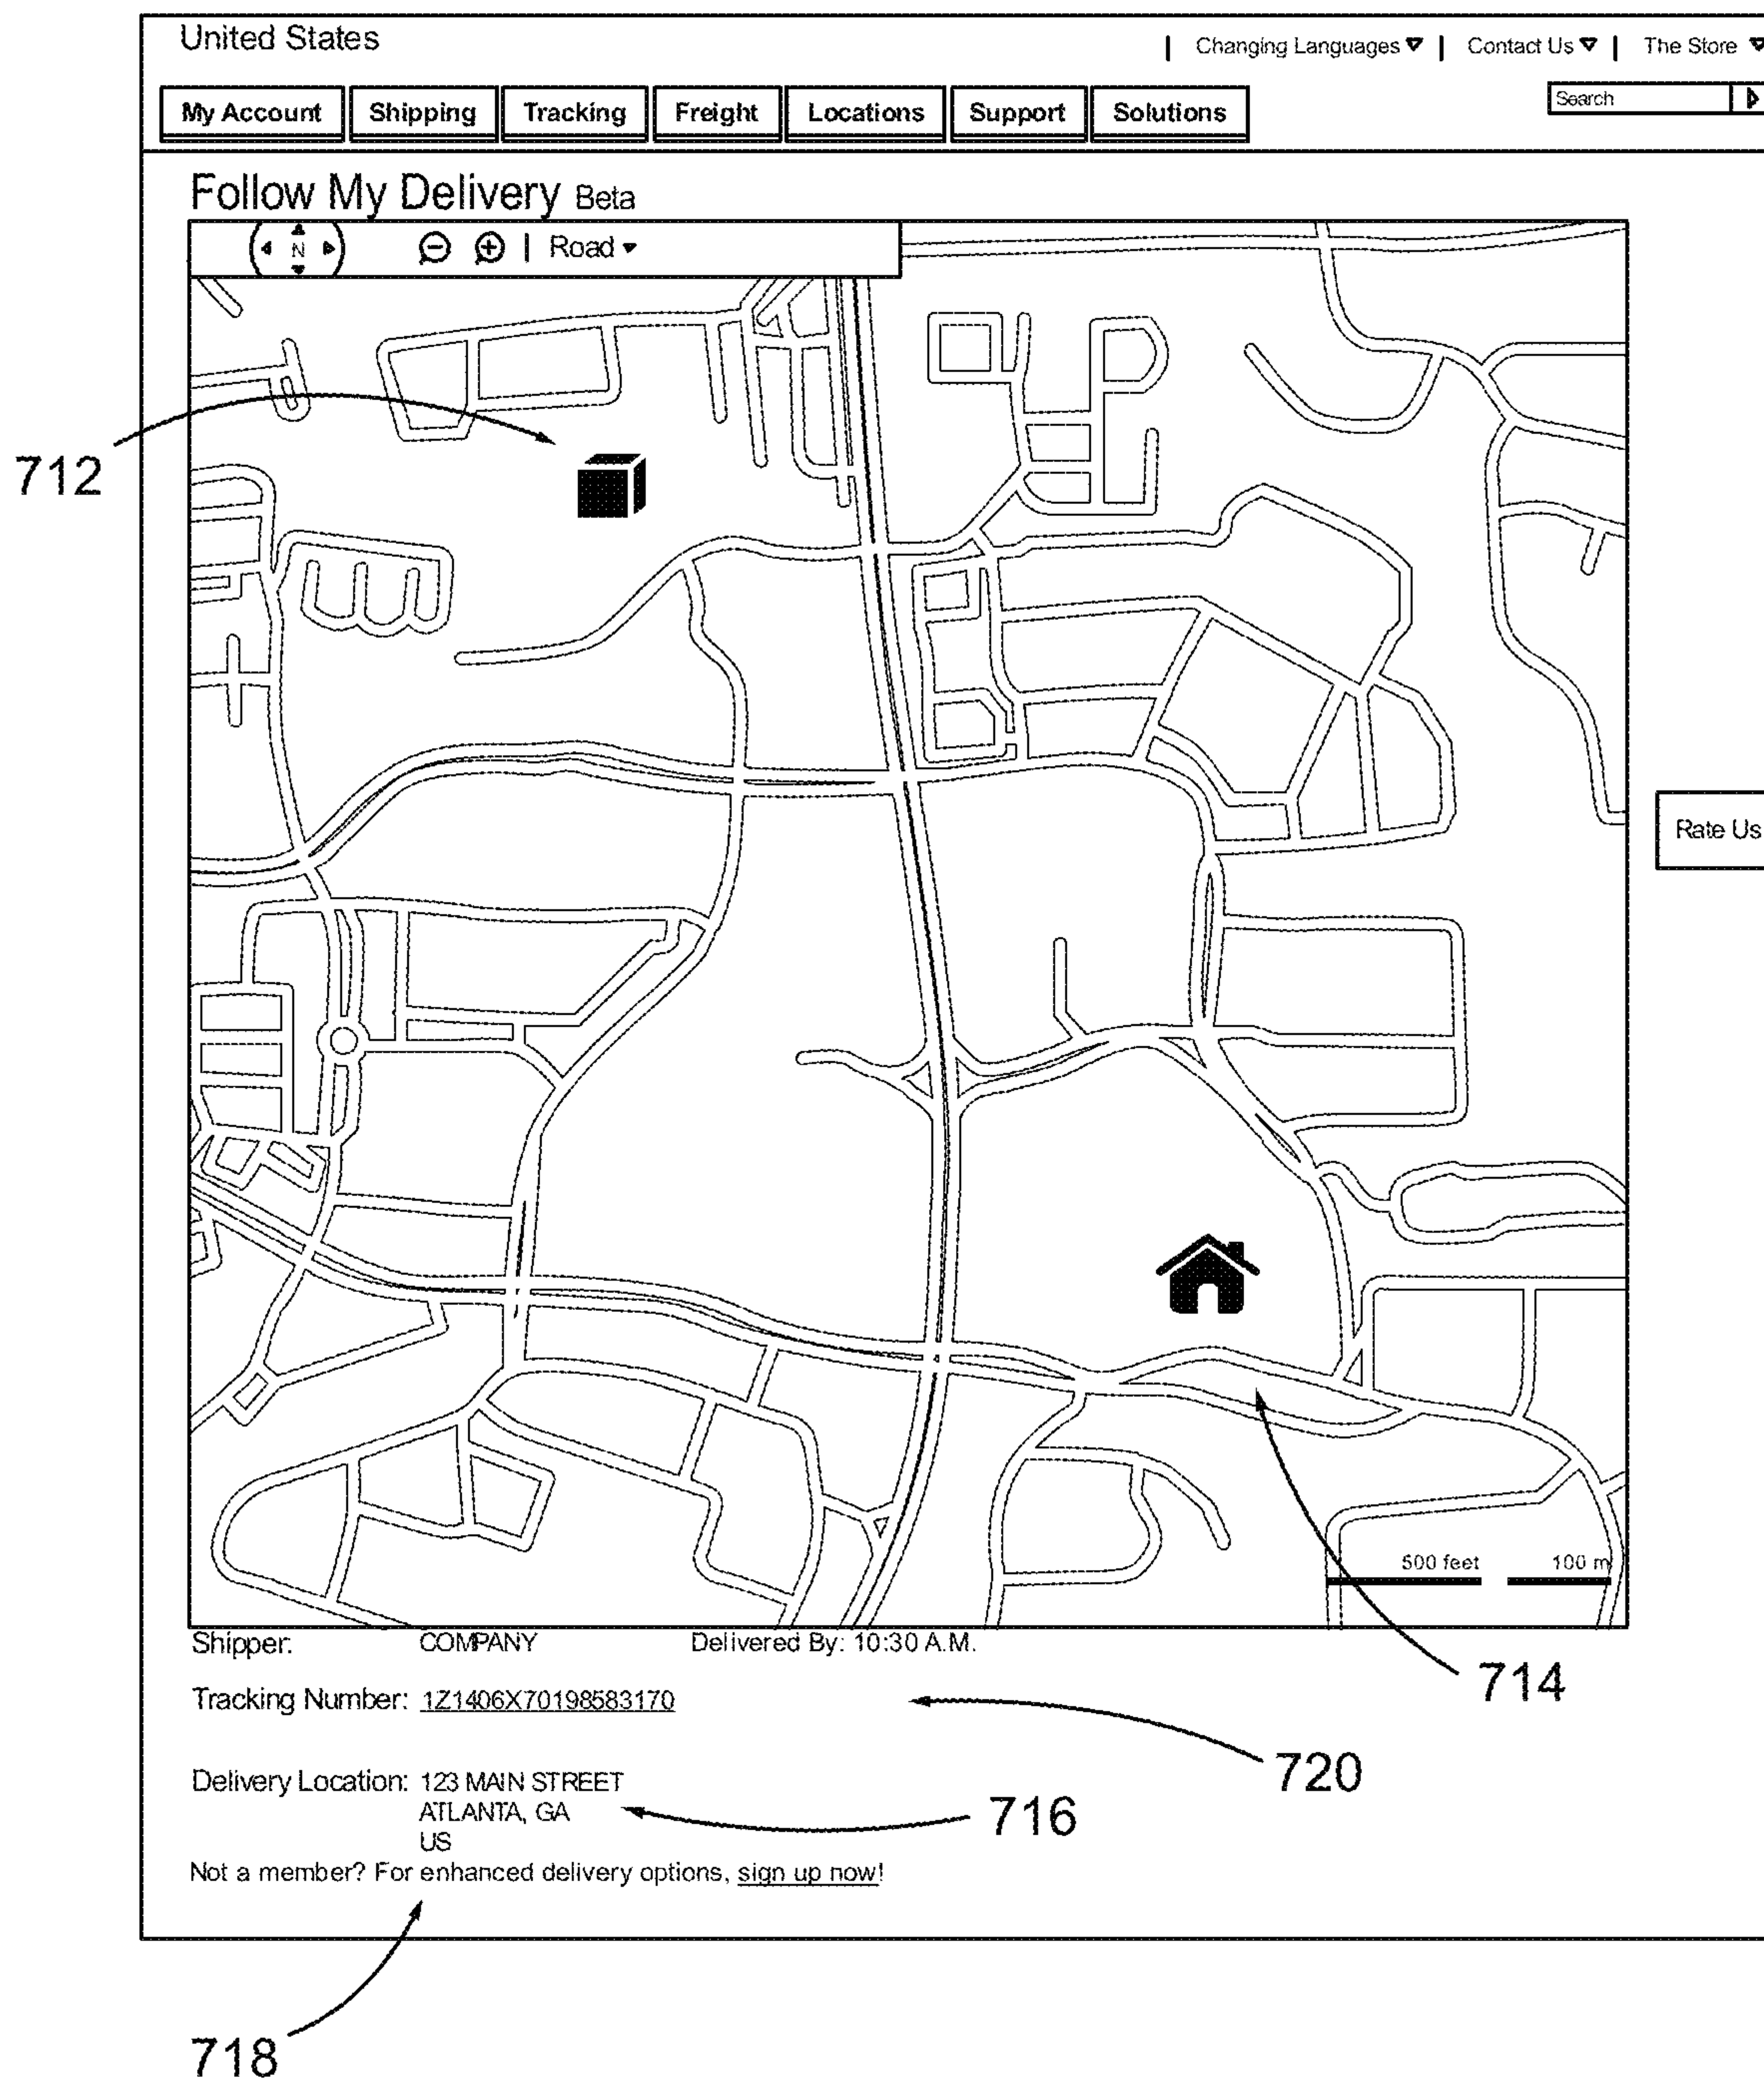 United States
| Changing Languages | Contact Us | The Store
My Account Shipping Tracking Freight Locations Support Solutions
Search
Follow My Delivery Beta
N | Road
712
Rate Us
500 feet 100 m
Shipper: COMPANY Delivered By: 10:30 A.M.
714
Tracking Number: 1Z1406X70198583170
720
Delivery Location: 123 MAIN STREET
ATLANTA, GA
716
US
Not a member? For enhanced delivery options, sign up now!
718